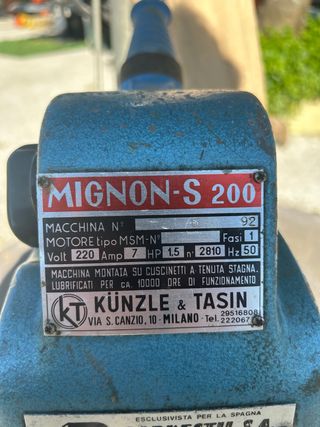 MIGNON-S 200
MACCHINA N° 92
MOTORE tipo MSM-N° Fasi 1
Volt 220 Amp 7 HP 1.5 n° 2810 Hz 50
MACCHINA MONTATA SU CUSCINETTI A TENUTA STAGNA.
LUBRIFICATI PER CA. 10000 ORE DI FUNZIONAMENTO
KT KÜNZLE & TASIN
VIA S. CANZIO, 10 - MILANO - Tel. 29516808
ESCLUSIVISTA PER LA SPAGNA